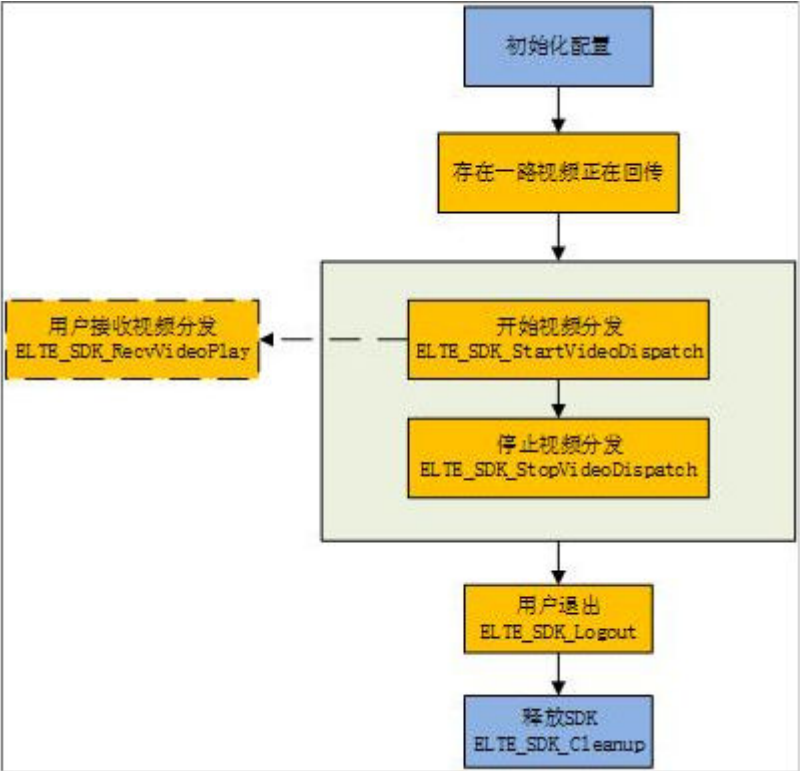 初始化配置
存在一路视频正在回传
用户接收视频分发
ELTE_SDK_RecvVideoPlay
开始视频分发
ELTE_SDK_StartVideoDispatch
停止视频分发
ELTE_SDK_StopVideoDispatch
用户退出
ELTE_SDK_Logout
释放SDK
ELTE_SDK_Cleanup